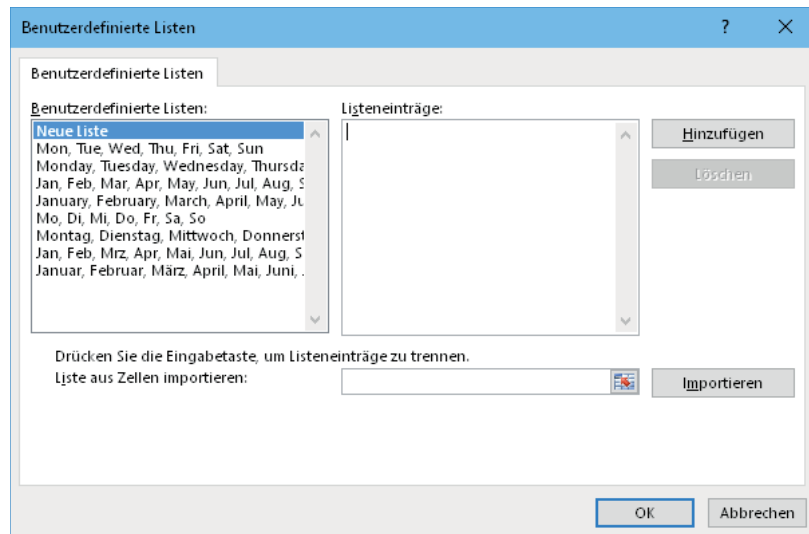 Benutzerdefinierte Listen ?
Benutzerdefinierte Listen
Benutzerdefinierte Listen:
Neue Liste
Mon, Tue, Wed, Thu, Fri, Sat, Sun
Monday, Tuesday, Wednesday, Thursda
Jan, Feb, Mar, Apr, May, Jun, Jul, Aug, S
January, February, March, April, May, Ju
Mo, Di, Mi, Do, Fr, Sa, So
Montag, Dienstag, Mittwoch, Donnerst
Jan, Feb, Mrz, Apr, Mai, Jun, Jul, Aug, S
Januar, Februar, März, April, Mai, Juni, .
Listeneinträge:
Hinzufügen
Löschen
Drücken Sie die Eingabetaste, um Listeneinträge zu trennen.
Liste aus Zellen importieren:
Importieren
OK
Abbrechen